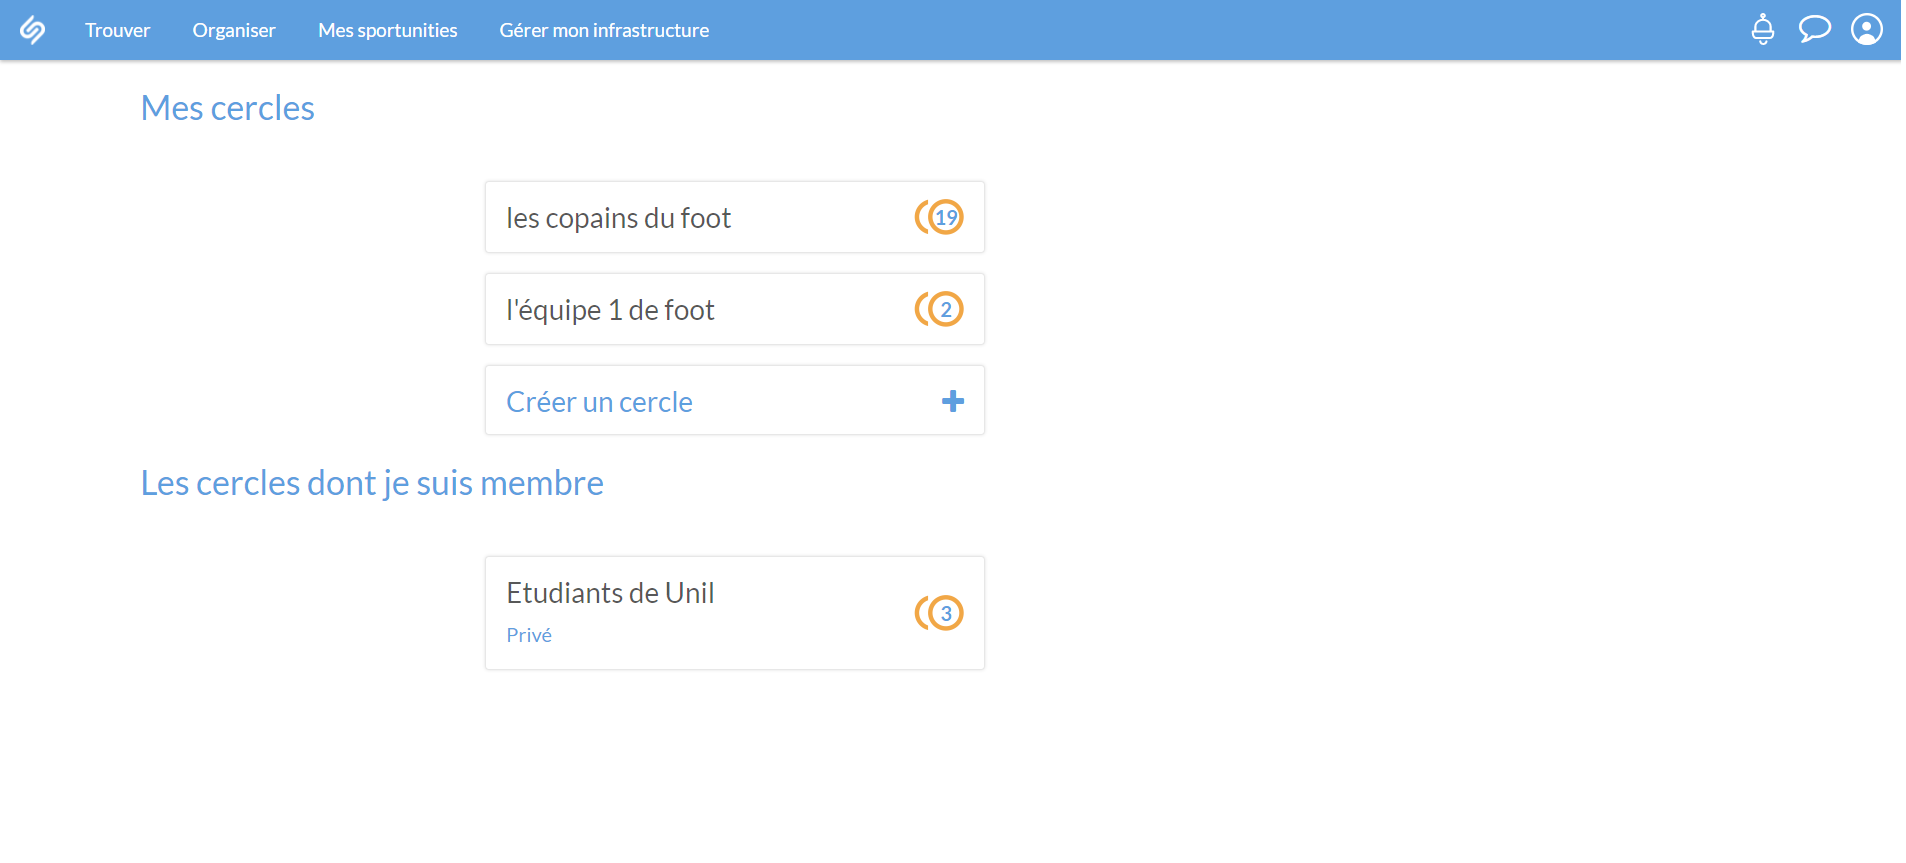 Trouver Organiser Mes sportunities Gérer mon infrastructure
Mes cercles
les copains du foot 19
l'équipe 1 de foot 2
Créer un cercle
Les cercles dont je suis membre
Etudiants de Unil
3
Privé